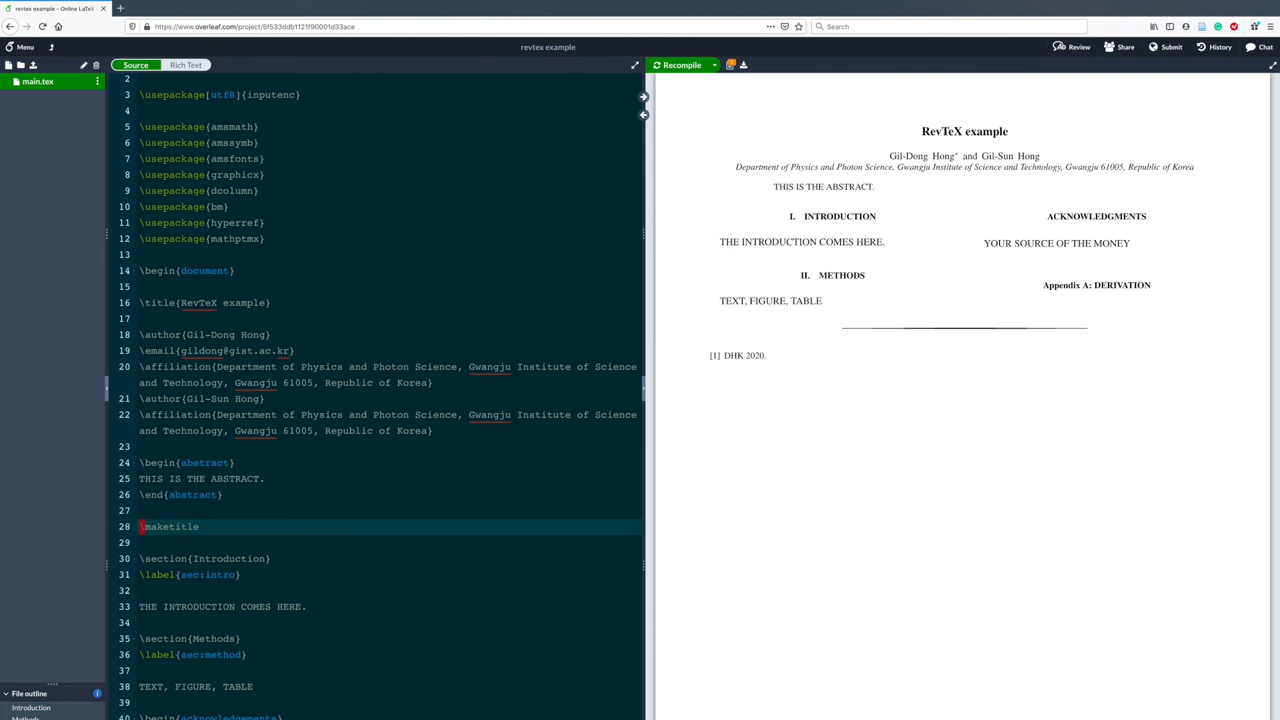 revtex example - Online LaTeX
https://www.overleaf.com/project/5f533ddb1121f90001d33ace
Search
Menu
revtex example
Review
Share
Submit
History
Chat
Source
Rich Text
Recompile
main.tex
2
3 \usepackage[utf8]{inputenc}
4
5 \usepackage{amsmath}
6 \usepackage{amssymb}
7 \usepackage{amsfonts}
8 \usepackage{graphicx}
9 \usepackage{dcolumn}
10 \usepackage{bm}
11 \usepackage{hyperref}
12 \usepackage{mathptmx}
13
14 \begin{document}
15
16 \title{RevTeX example}
17
18 \author{Gil-Dong Hong}
19 \email{gildong@gist.ac.kr}
20 \affiliation{Department of Physics and Photon Science, Gwangju Institute of Science
and Technology, Gwangju 61005, Republic of Korea}
21 \author{Gil-Sun Hong}
22 \affiliation{Department of Physics and Photon Science, Gwangju Institute of Science
and Technology, Gwangju 61005, Republic of Korea}
23
24 \begin{abstract}
25 THIS IS THE ABSTRACT.
26 \end{abstract}
27
28 \maketitle
29
30 \section{Introduction}
31 \label{sec:intro}
32
33 THE INTRODUCTION COMES HERE.
34
35 \section{Methods}
36 \label{sec:method}
37
38 TEXT, FIGURE, TABLE
39
40 \begin{acknowledgements}
File outline
Introduction
Methods
RevTeX example
Gil-Dong Hong* and Gil-Sun Hong
Department of Physics and Photon Science, Gwangju Institute of Science and Technology, Gwangju 61005, Republic of Korea
THIS IS THE ABSTRACT.
I. INTRODUCTION
THE INTRODUCTION COMES HERE.
II. METHODS
TEXT, FIGURE, TABLE
ACKNOWLEDGMENTS
YOUR SOURCE OF THE MONEY
Appendix A: DERIVATION
[1] DHK 2020.